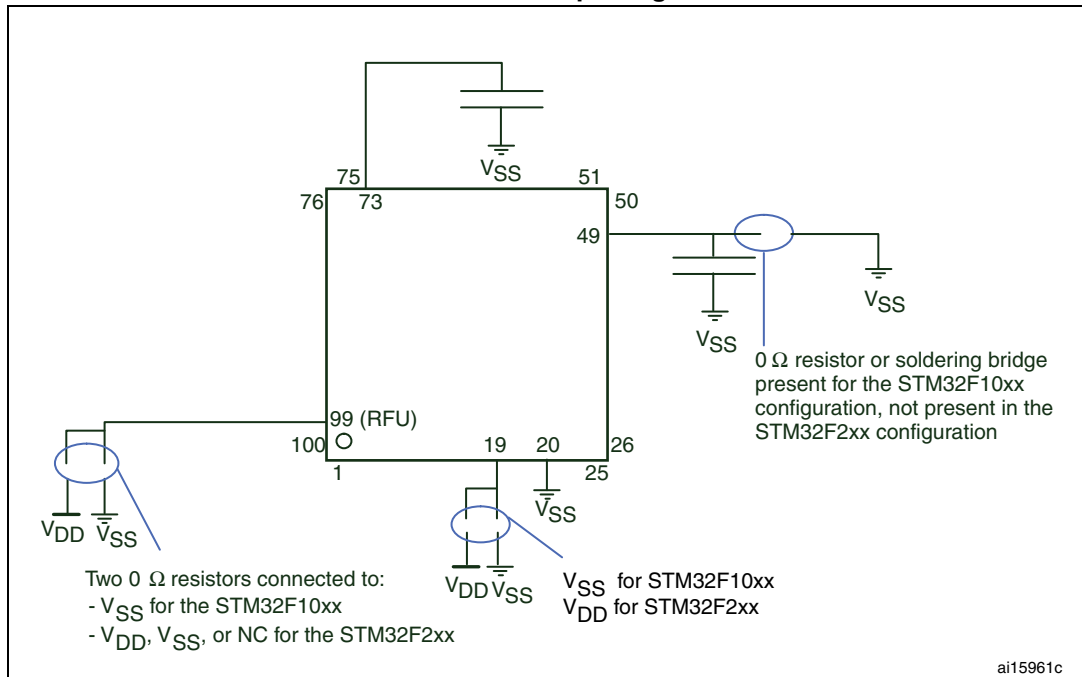 VSS
75
51
76
73
50
49
VSS
VSS
0 Ω resistor or soldering bridge
present for the STM32F10xx
configuration, not present in the
STM32F2xx configuration
99 (RFU)
100
19
20
26
1
25
VSS
VDD
VSS
VDD
VSS
Two 0 Ω resistors connected to:
- VSS for the STM32F10xx
- VDD, VSS, or NC for the STM32F2xx
VSS for STM32F10xx
VDD for STM32F2xx
ai15961c